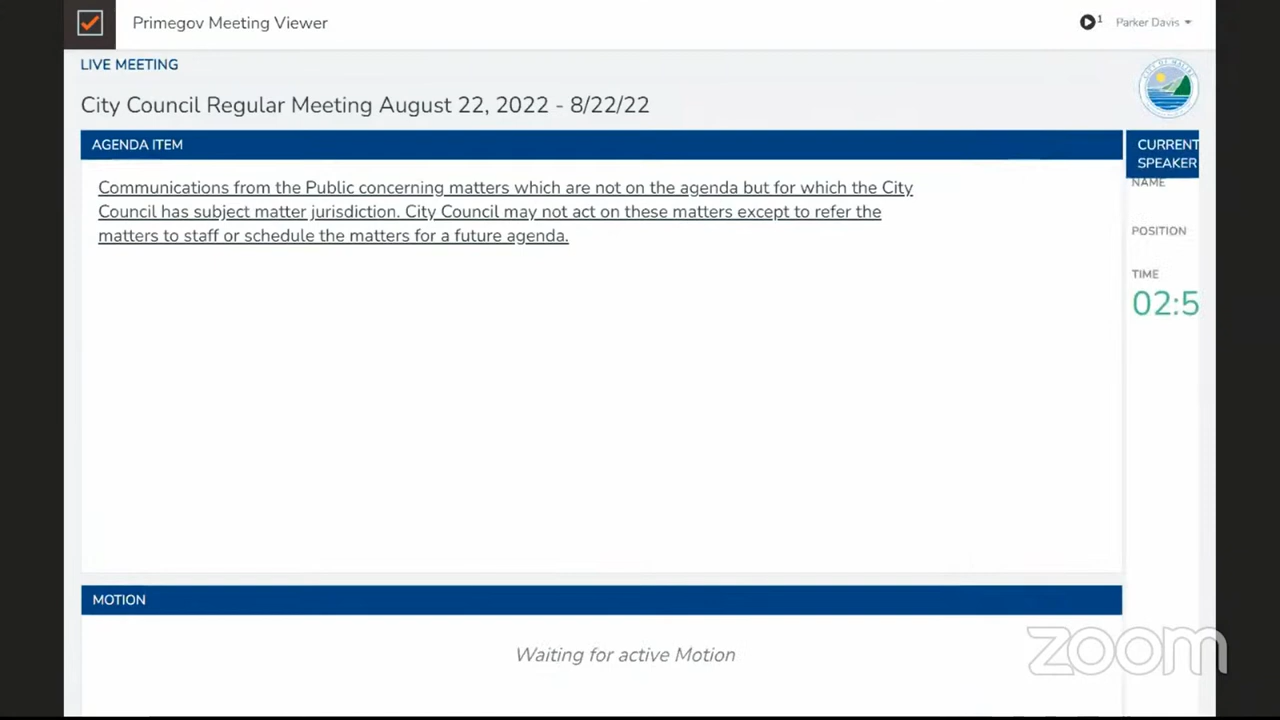 Primegov Meeting Viewer
1
Parker Davis
LIVE MEETING
City Council Regular Meeting August 22, 2022 - 8/22/22
AGENDA ITEM
Communications from the Public concerning matters which are not on the agenda but for which the City
Council has subject matter jurisdiction. City Council may not act on these matters except to refer the
matters to staff or schedule the matters for a future agenda.
CURRENT
SPEAKER
NAME
POSITION
TIME
02:5
MOTION
Waiting for active Motion
zoom